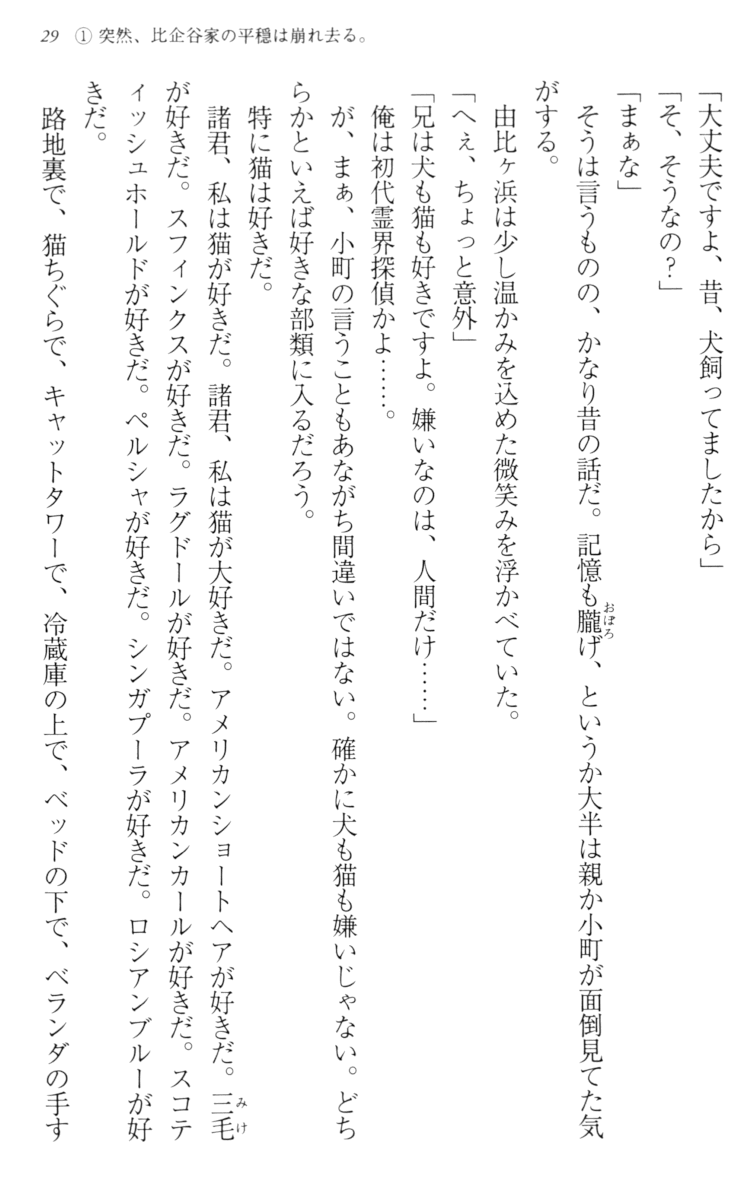 29 ① 突然、比企谷家の平穏は崩れ去る。
「大丈夫ですよ、昔、犬飼ってましたから」
「そ、そうなの？」
「まぁな」
そうは言うものの、かなり昔の話だ。記憶も朧げ、というか大半は親か小町が面倒見てた気
おぼろ
がする。
由比ヶ浜は少し温かみを込めた微笑みを浮かべていた。
「へぇ、ちょっと意外」
「兄は犬も猫も好きですよ。嫌いなのは、人間だけ……」
俺は初代霊界探偵かよ……。
が、まぁ、小町の言うこともあながち間違いではない。確かに犬も猫も嫌いじゃない。どち
らかといえば好きな部類に入るだろう。
特に猫は好きだ。
諸君、私は猫が好きだ。諸君、私は猫が大好きだ。アメリカンショートヘアが好きだ。三毛
みけ
が好きだ。スフィンクスが好きだ。ラグドールが好きだ。アメリカンカールが好きだ。スコテ
ィッシュホールドが好きだ。ペルシャが好きだ。シンガプーラが好きだ。ロシアンブルーが好
きだ。
路地裏で、猫ちぐらで、キャットタワーで、冷蔵庫の上で、ベッドの下で、ベランダの手す